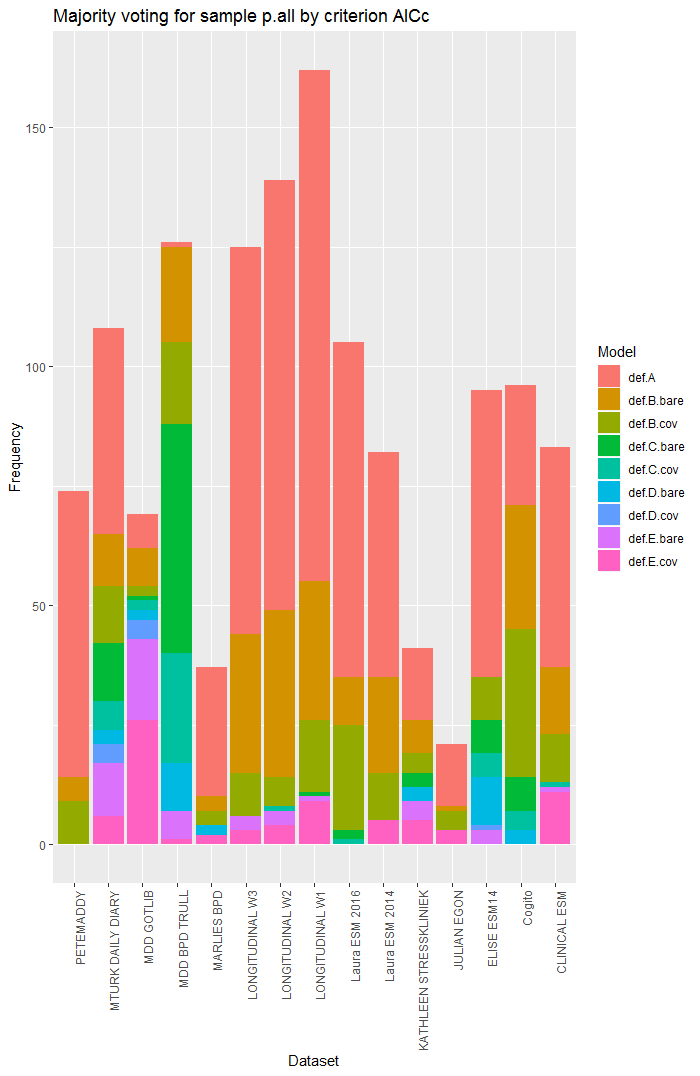 Majority voting for sample p.all by criterion AICc
150
100
50
0
Frequency
PETEMADDY
MTURK DAILY DIARY
MDD GOTLIB
MDD BPD TRULL
MARLIES BPD
LONGITUDINAL W3
LONGITUDINAL W2
LONGITUDINAL W1
Laura ESM 2016
Laura ESM 2014
KATHLEEN STRESSKLINIEK
JULIAN EGON
ELISE ESM14
Cogito
CLINICAL ESM
Dataset
Model
def.A
def.B.bare
def.B.cov
def.C.bare
def.C.cov
def.D.bare
def.D.cov
def.E.bare
def.E.cov